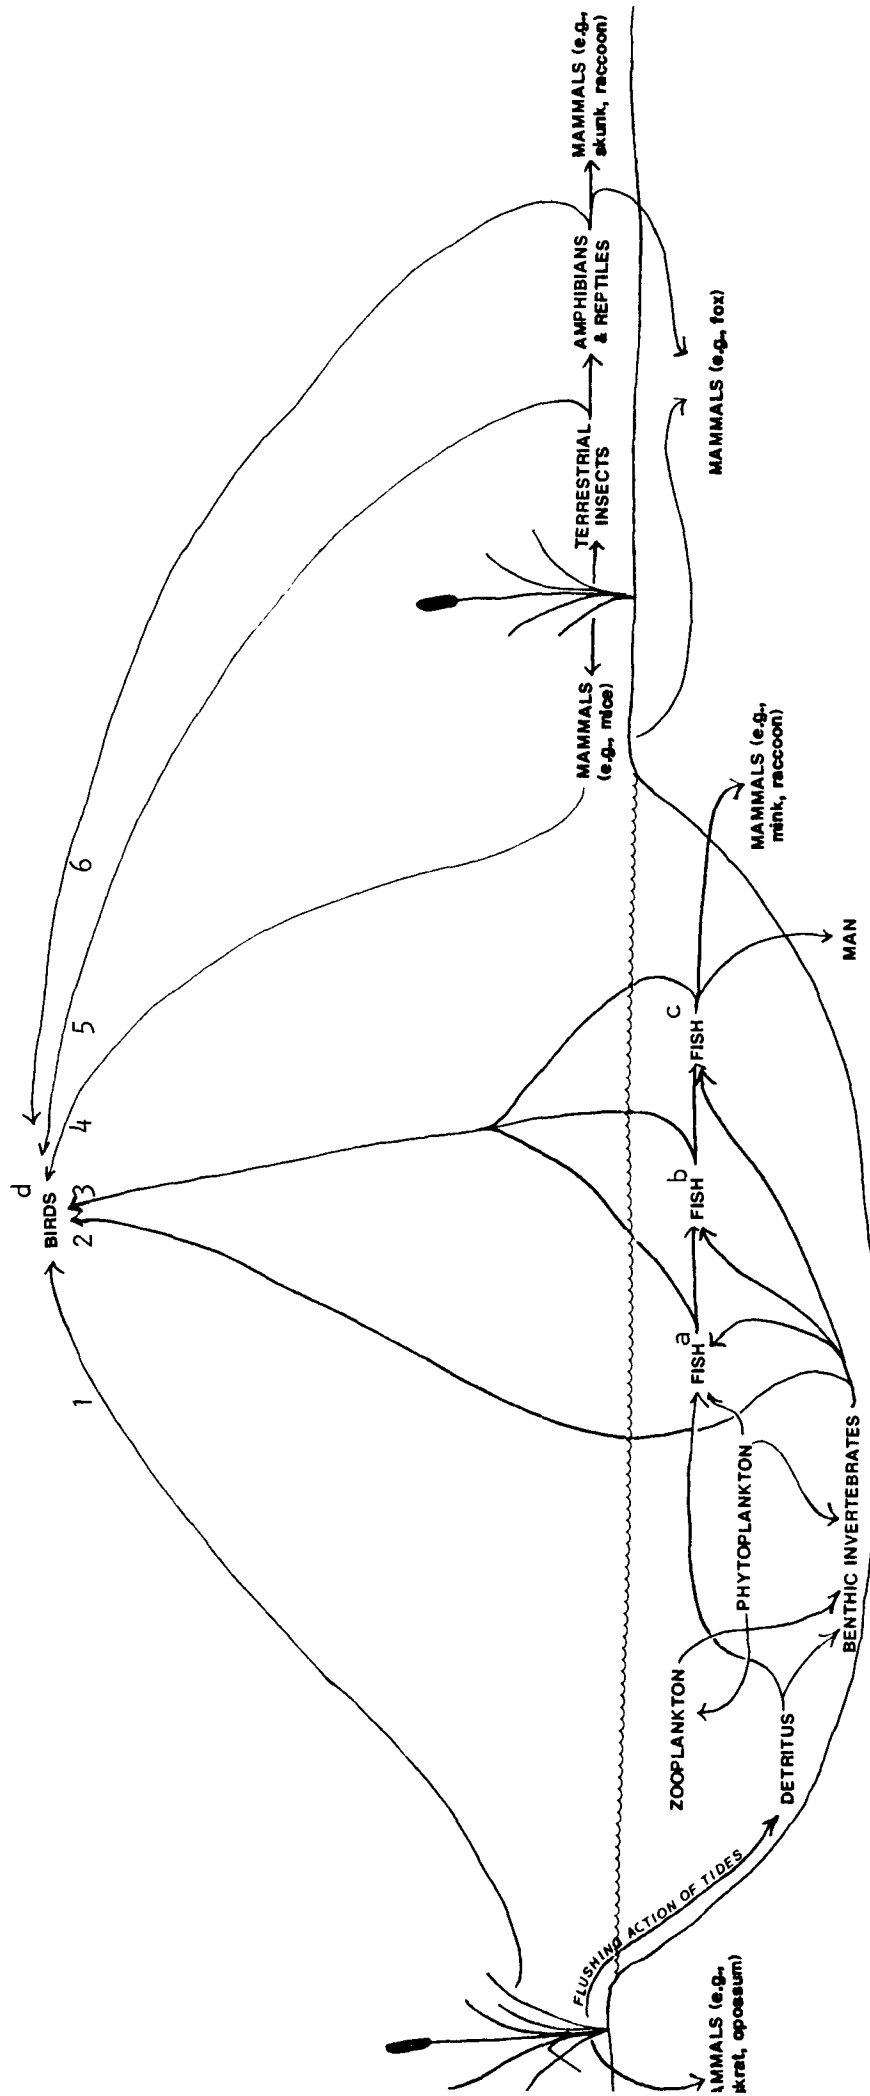 BIRDS
d
1
2
3
4
5
6
MAMMALS
(e.g., mice)
TERRESTRIAL
INSECTS
AMPHIBIANS
& REPTILES
MAMMALS (e.g.,
skunk, raccoon)
MAMMALS (e.g., fox)
FLUSHING ACTION OF TIDES
DETRITUS
ZOOPLANKTON
PHYTOPLANKTON
BENTHIC INVERTEBRATES
FISH
a
FISH
b
FISH
c
MAN
MAMMALS (e.g.,
mink, raccoon)
(e.g.,
opossum)